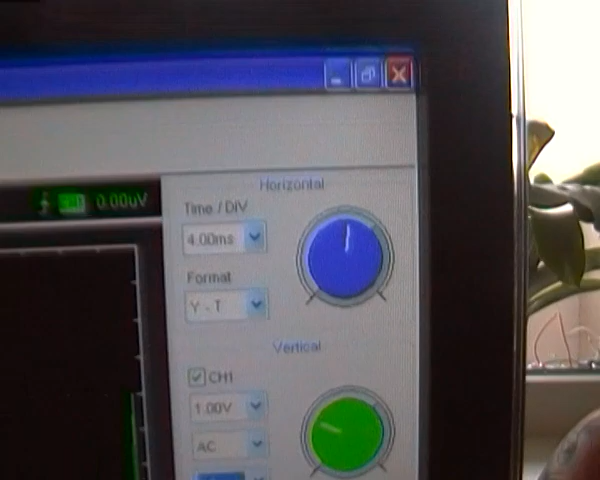 0.00uV
Horizontal
Time / DIV
4.00ms
Format
Y - T
Vertical
CH1
1.00V
AC